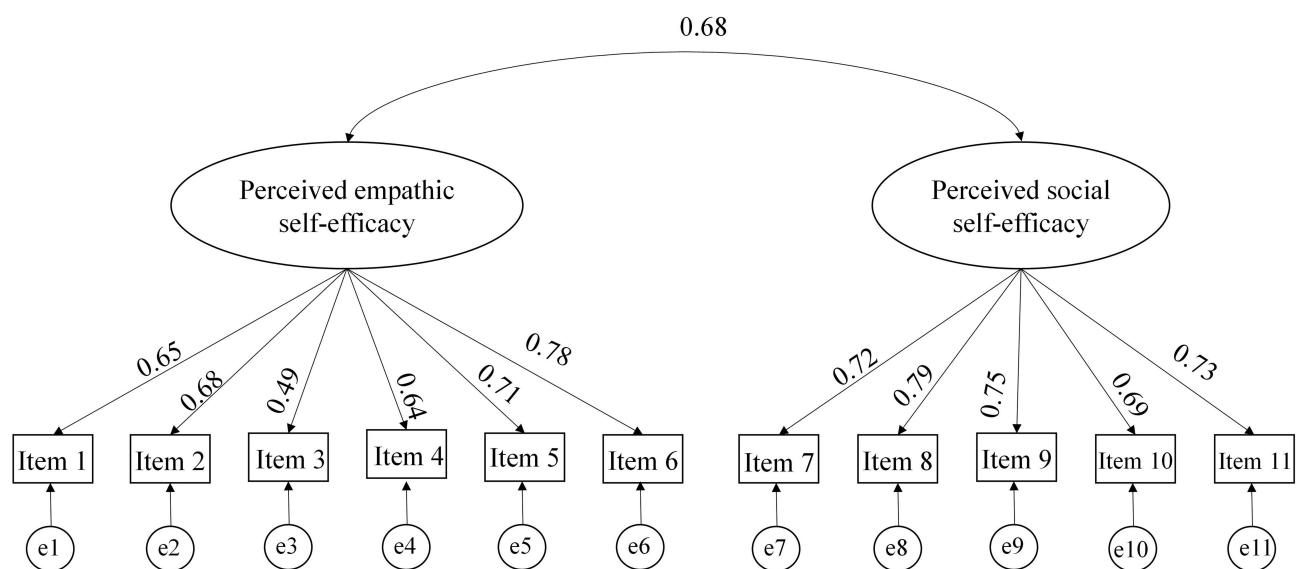 0.68
Perceived empathic
self-efficacy
Perceived social
self-efficacy
0.65
0.68
0.49
0.64
0.71
0.78
0.72
0.79
0.75
0.69
0.73
Item 1
Item 2
Item 3
Item 4
Item 5
Item 6
Item 7
Item 8
Item 9
Item 10
Item 11
e1
e2
e3
e4
e5
e6
e7
e8
e9
e10
e11